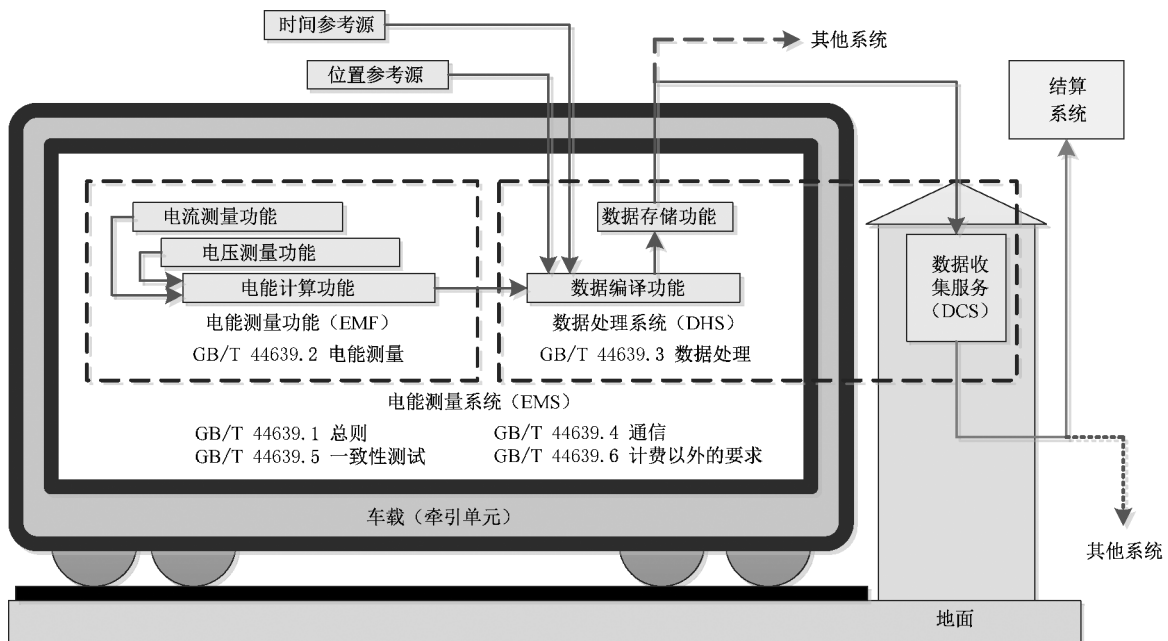 时间参考源
其他系统
位置参考源
结算
系统
电流测量功能
数据存储功能
电压测量功能
数据收
集服务
（DCS）
电能计算功能
数据编译功能
电能测量功能（EMF）
数据处理系统（DHS）
GB/T 44639.2 电能测量
GB/T 44639.3 数据处理
电能测量系统（EMS）
GB/T 44639.1 总则
GB/T 44639.4 通信
GB/T 44639.5 一致性测试
GB/T 44639.6 计费以外的要求
车载（牵引单元）
其他系统
地面